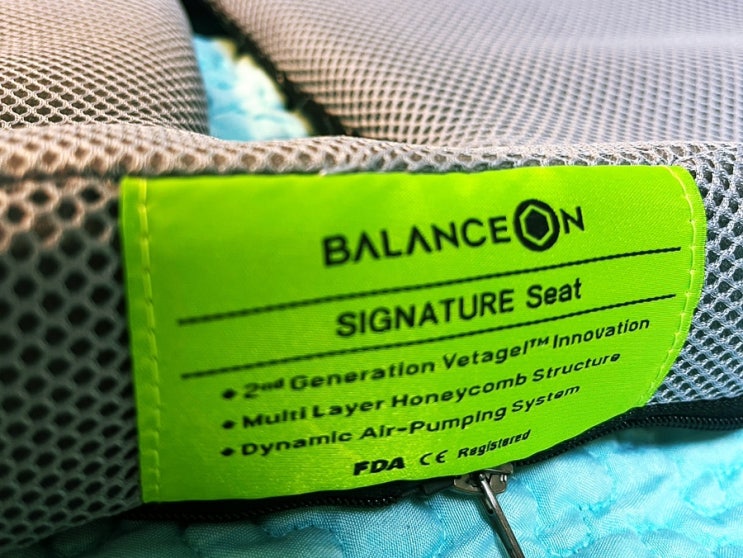 BALANCEON
SIGNATURE Seat
◆ 2nd Generation Vetagel™ Innovation
◆ Multi Layer Honeycomb Structure
◆ Dynamic Air-Pumping System
FDA CE Registered